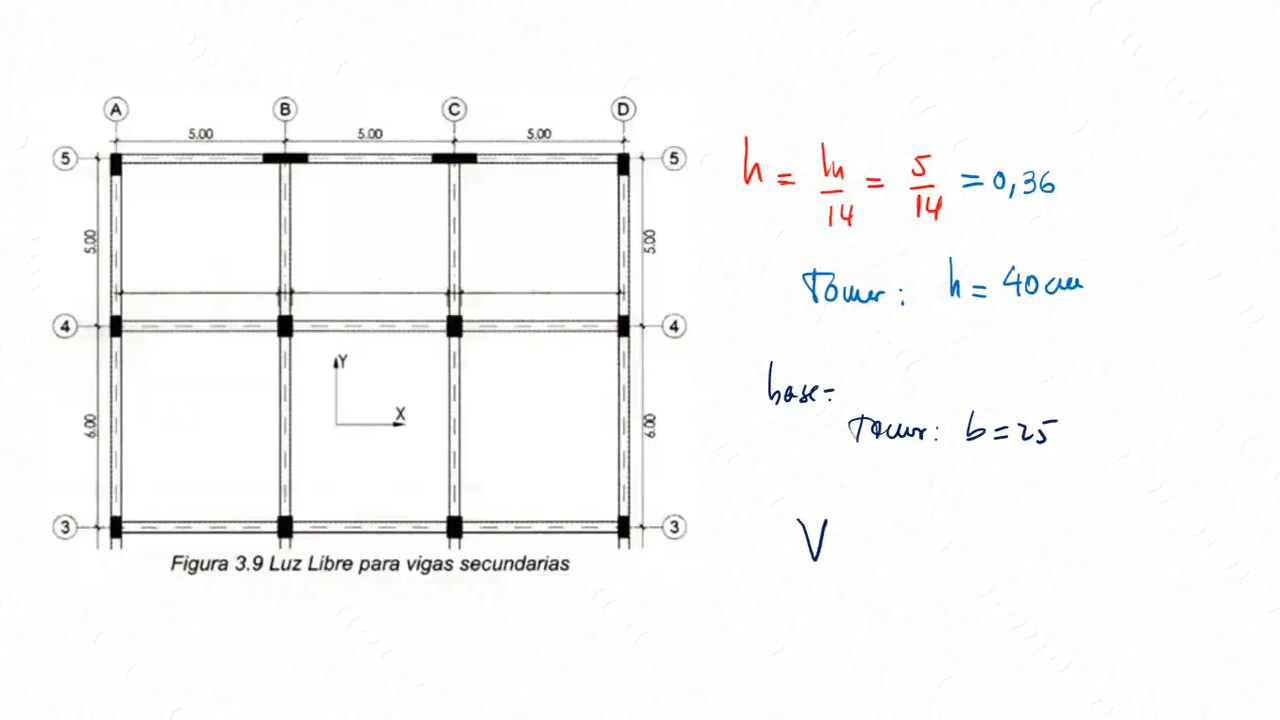 A B C D
5.00 5.00 5.00
5 5
5.00 5.00
4 4
Y
X
6.00 6.00
3 3
Figura 3.9 Luz Libre para vigas secundarias
h = ln/14 = 5/14 = 0,36
Tomar: h = 40 cm
base=
Tomar: b = 25
V